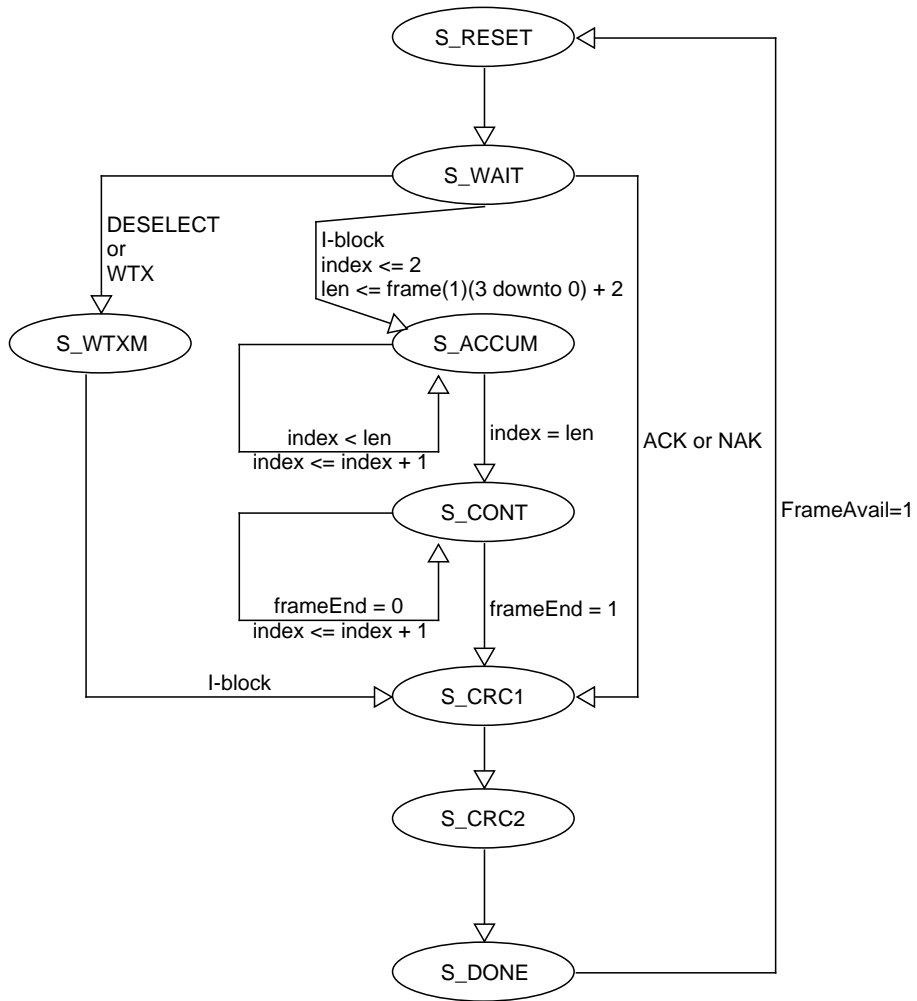 S_RESET
S_WAIT
DESELECT
or
WTX
I-block
index <= 2
len <= frame(1)(3 downto 0) + 2
S_WTXM
S_ACCUM
index < len
index <= index + 1
index = len
ACK or NAK
S_CONT
FrameAvail=1
frameEnd = 0
index <= index + 1
frameEnd = 1
I-block
S_CRC1
S_CRC2
S_DONE